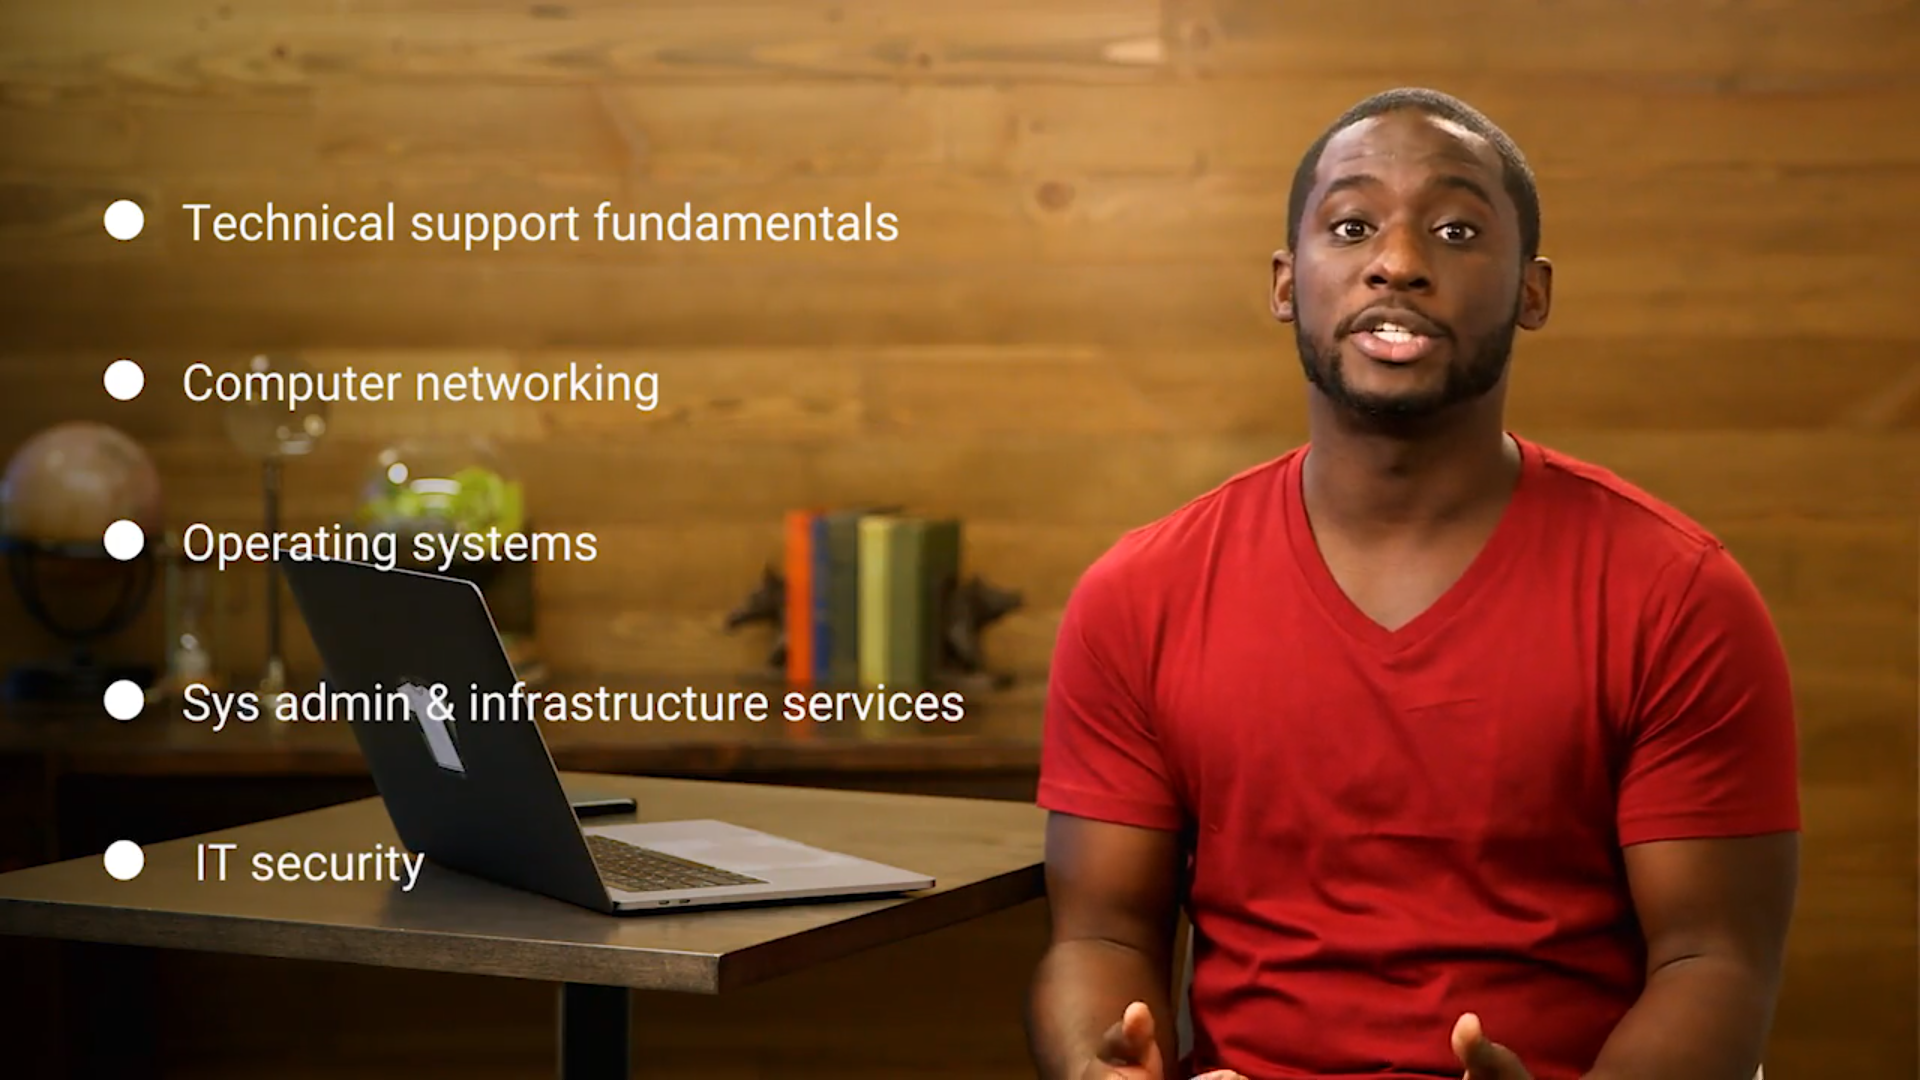 Technical support fundamentals
Computer networking
Operating systems
Sys admin & infrastructure services
IT security